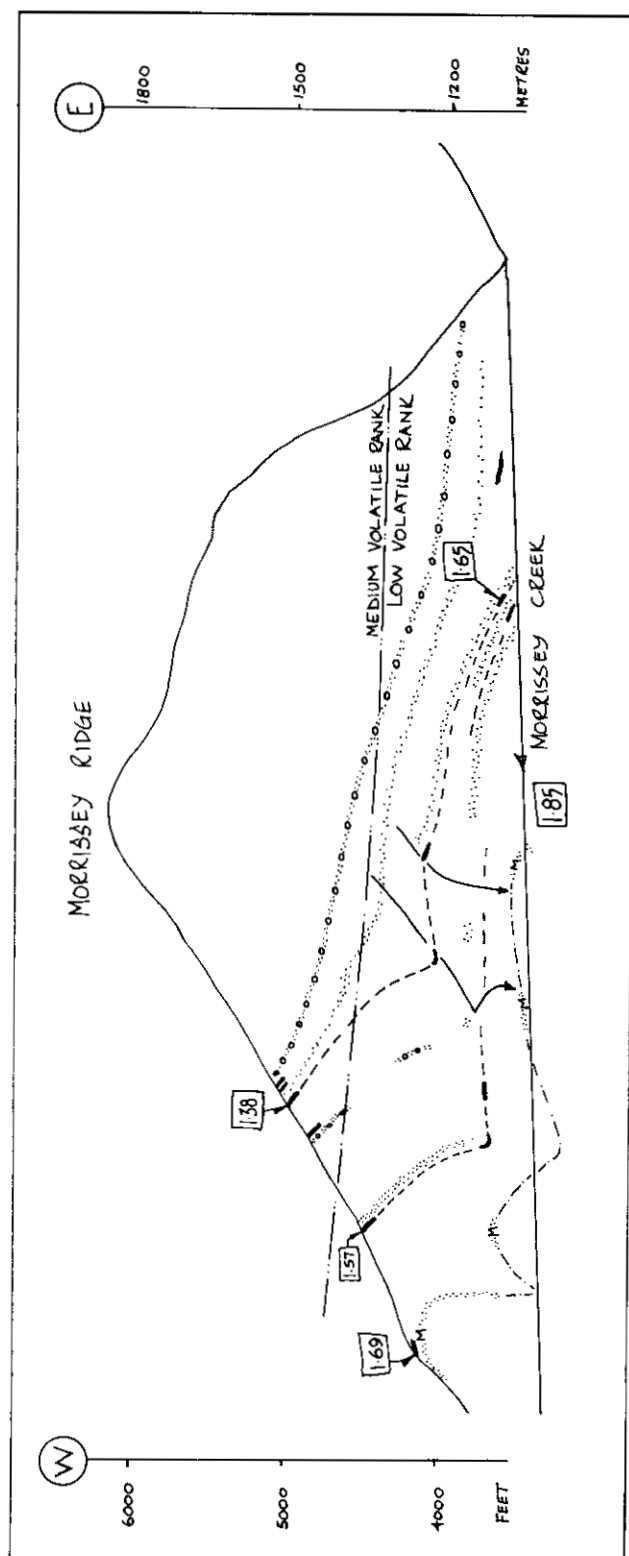 W
E
MORRISSEY RIDGE
6000
5000
4000
FEET
1800
1500
1200
METRES
MEDIUM VOLATILE RANK
LOW VOLATILE RANK
1.38
1.57
1.69
1.65
1.85
M
M
M
M
MORRISSEY CREEK